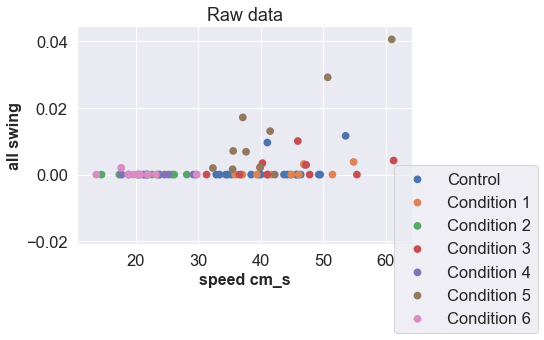 Raw data
0.04
0.02
0.00
−0.02
all swing
20
30
40
50
60
speed cm_s
Control
Condition 1
Condition 2
Condition 3
Condition 4
Condition 5
Condition 6